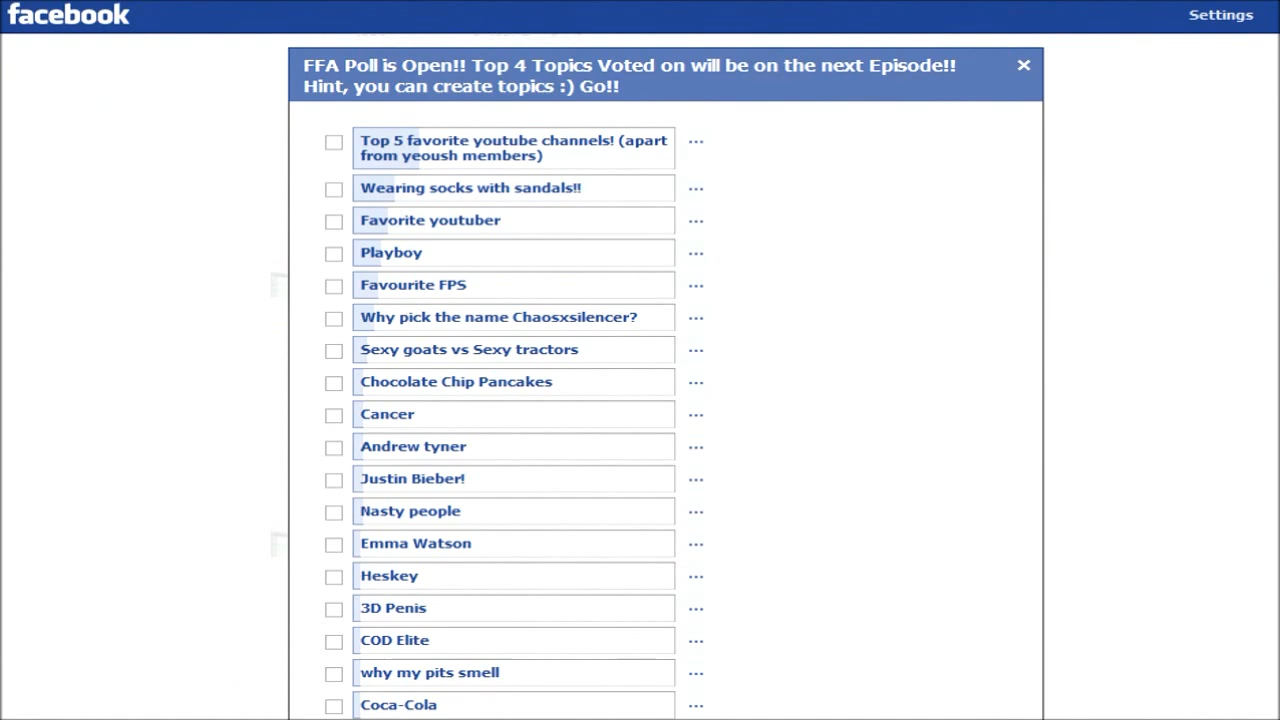 facebook
Settings
FFA Poll is Open!! Top 4 Topics Voted on will be on the next Episode!!
Hint, you can create topics :) Go!!
Top 5 favorite youtube channels! (apart
from yeoush members)
Wearing socks with sandals!!
Favorite youtuber
Playboy
Favourite FPS
Why pick the name Chaosxsilencer?
Sexy goats vs Sexy tractors
Chocolate Chip Pancakes
Cancer
Andrew tyner
Justin Bieber!
Nasty people
Emma Watson
Heskey
3D Penis
COD Elite
why my pits smell
Coca-Cola